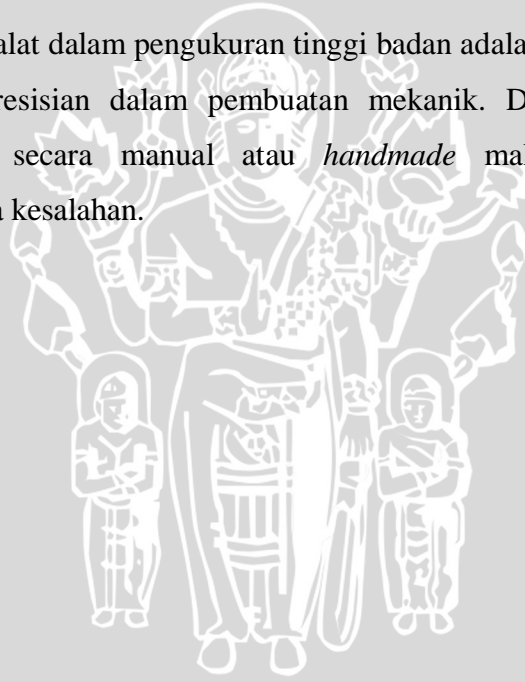 alat dalam pengukuran tinggi badan adala
resisian dalam pembuatan mekanik. D
secara manual atau handmade mal
a kesalahan.